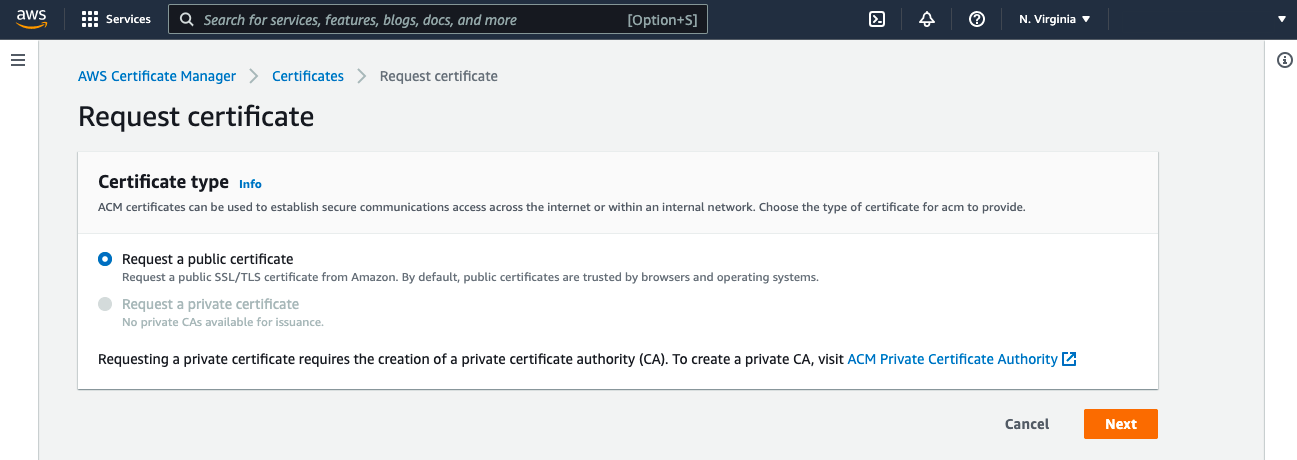 aws
Services
Search for services, features, blogs, docs, and more
[Option+S]
N. Virginia
AWS Certificate Manager
Certificates
Request certificate
Request certificate
Certificate type Info
ACM certificates can be used to establish secure communications access across the internet or within an internal network. Choose the type of certificate for acm to provide.
Request a public certificate
Request a public SSL/TLS certificate from Amazon. By default, public certificates are trusted by browsers and operating systems.
Request a private certificate
No private CAs available for issuance.
Requesting a private certificate requires the creation of a private certificate authority (CA). To create a private CA, visit ACM Private Certificate Authority
Cancel
Next